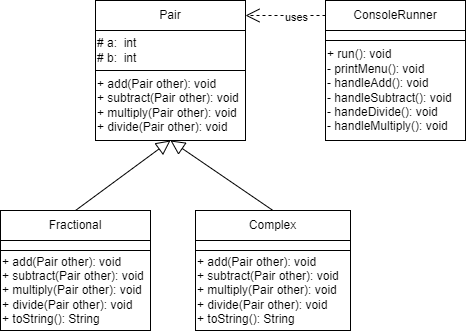 Pair
# a:  int
# b:  int
+ add(Pair other): void
+ subtract(Pair other): void
+ multiply(Pair other): void
+ divide(Pair other): void
uses
ConsoleRunner
+ run(): void
- printMenu(): void
- handleAdd(): void
- handleSubtract(): void
- handeDivide(): void
- handleMultiply(): void
Fractional
+ add(Pair other): void
+ subtract(Pair other): void
+ multiply(Pair other): void
+ divide(Pair other): void
+ toString(): String
Complex
+ add(Pair other): void
+ subtract(Pair other): void
+ multiply(Pair other): void
+ divide(Pair other): void
+ toString(): String